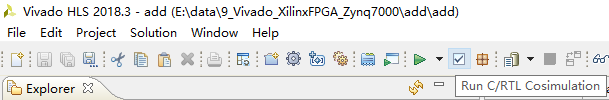 Vivado HLS 2018.3 - add (E:\data\9_Vivado_XilinxFPGA_Zynq7000\add\add)
File Edit Project Solution Window Help
Explorer
Run C/RTL Cosimulation